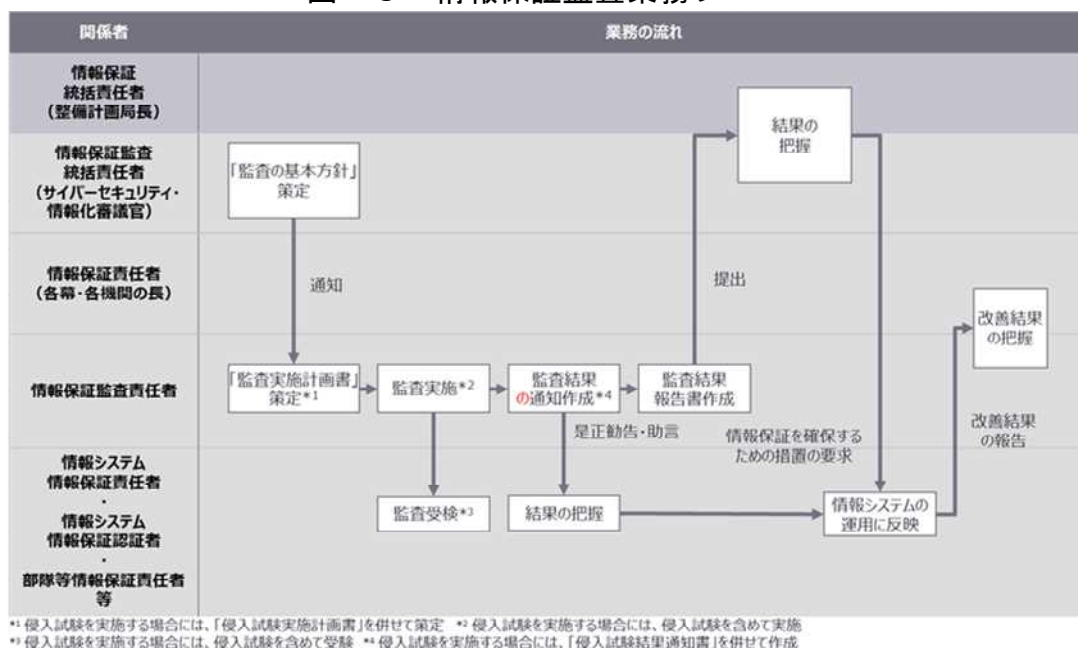 関係者
業務の流れ
情報保証
統括責任者
(整備計画局長)
結果の
把握
情報保証監査
統括責任者
(サイバーセキュリティ・
情報化審議官)
「監査の基本方針」
策定
情報保証責任者
(各幕・各機関の長)
通知
提出
改善結果
の把握
情報保証監査責任者
「監査実施計画書」
策定*1
監査実施*2
監査結果
の通知作成*4
監査結果
報告書作成
是正勧告・助言
情報保証を確保する
ための措置の要求
改善結果
の報告
情報システム
情報保証責任者
・
情報システム
情報保証認証者
・
部隊等情報保証責任者
等
監査受検*3
結果の把握
情報システムの
運用に反映
*1 侵入試験を実施する場合には、「侵入試験実施計画書」を併せて策定 *2 侵入試験を実施する場合には、侵入試験を含めて実施
*3 侵入試験を実施する場合には、侵入試験を含めて受験 *4 侵入試験を実施する場合には、「侵入試験結果通知書」を併せて作成